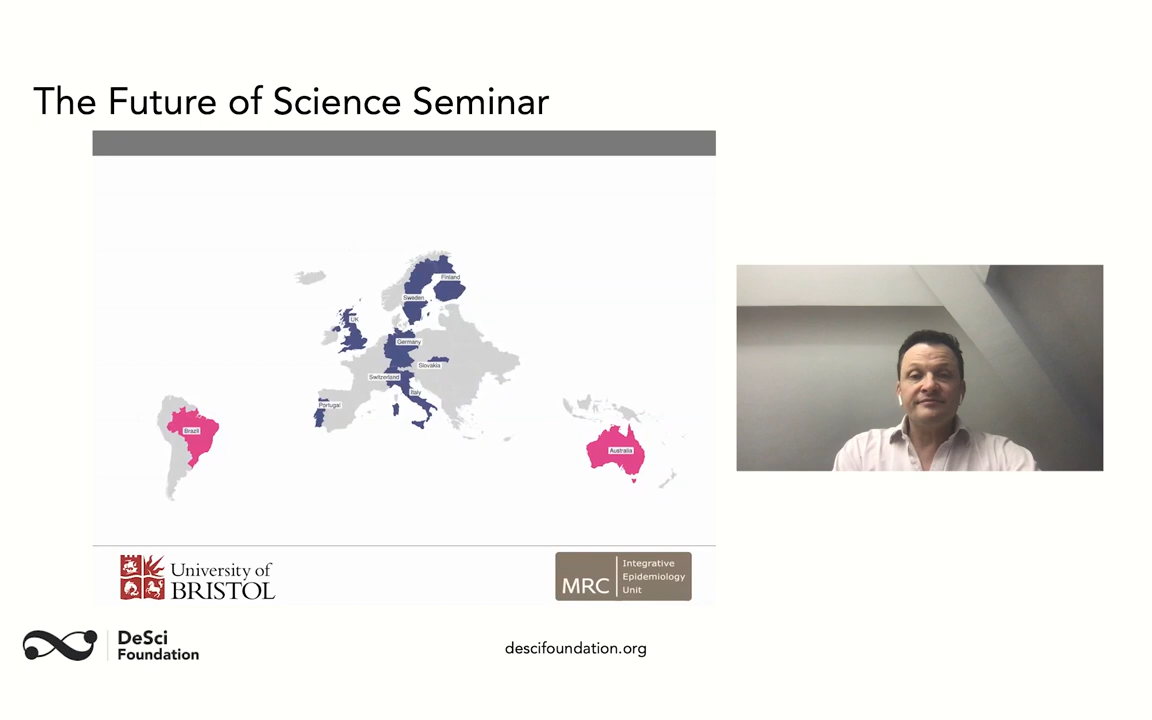 The Future of Science Seminar
Finland
Sweden
UK
Germany
Slovakia
Switzerland
Italy
Portugal
Brazil
Australia
University of
BRISTOL
MRC
Integrative
Epidemiology
Unit
DeSci
Foundation
descifoundation.org